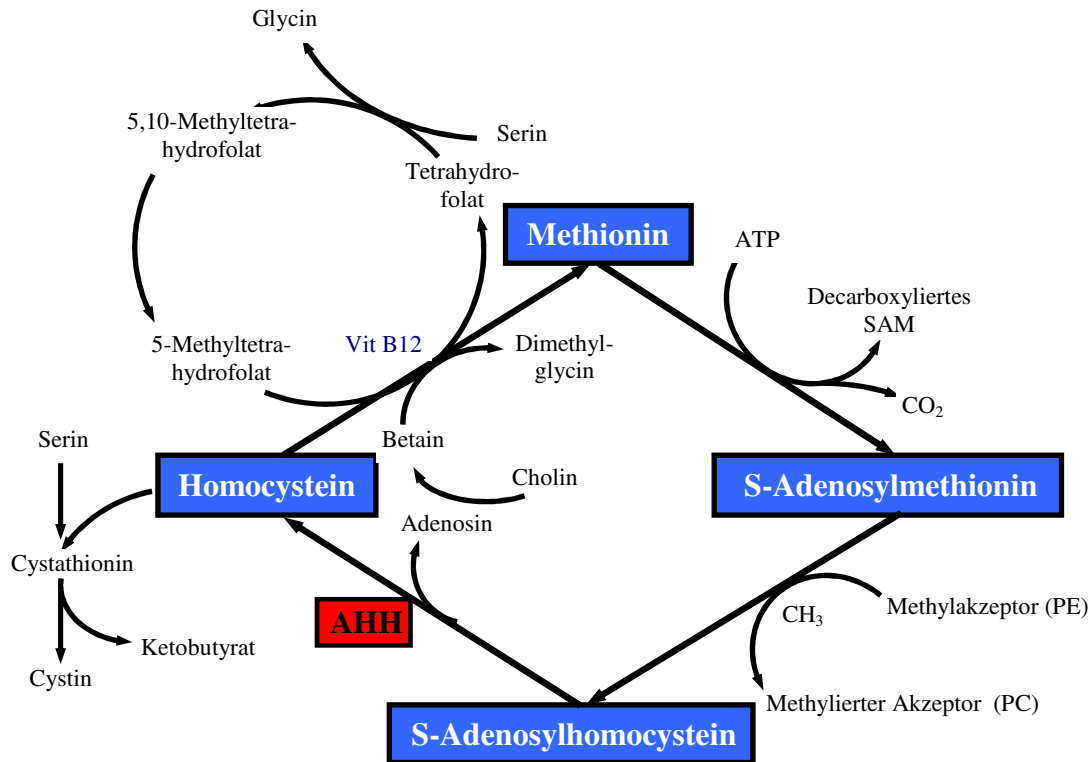 Glycin
5,10-Methyltetra-
hydrofolat
Serin
Tetrahydro-
folat
Methionin
ATP
Decarboxyliertes
SAM
5-Methyltetra-
hydrofolat
Vit B12
Dimethyl-
glycin
CO₂
Serin
Betain
Homocystein
Cholin
S-Adenosylmethionin
Adenosin
Cystathionin
AHH
CH₃
Methylakzeptor (PE)
Ketobutyrat
Cystin
Methylierter Akzeptor (PC)
S-Adenosylhomocystein